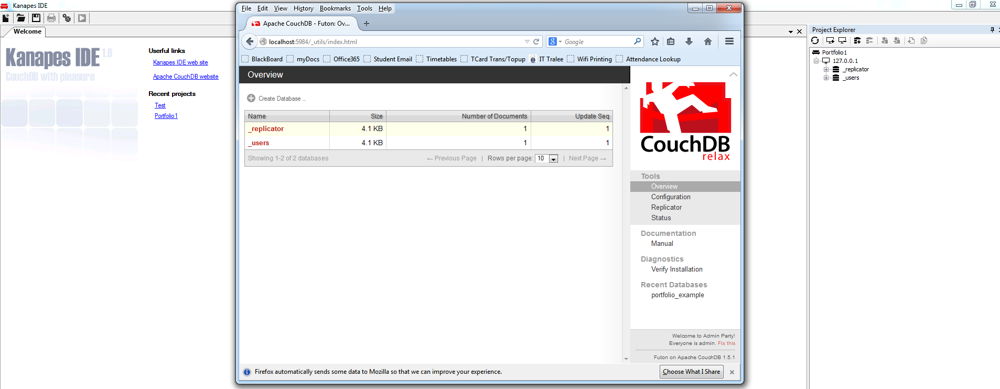 Kanapes IDE
Welcome
Kanapes IDE 1.6
CouchDB with pleasure
Userful links
Kanapes IDE web site
Apache CouchDB website
Recent projects
Test
Portfolio1
File Edit View History Bookmarks Tools Help
Apache CouchDB - Futon: Ov...
localhost:5984/_utils/index.html
Google
BlackBoard myDocs Office365 Student Email Timetables TCard Trans/Topup IT Tralee Wifi Printing Attendance Lookup
Overview
Create Database ...
Name Size Number of Documents Update Seq
_replicator 4.1 KB 1 1
_users 4.1 KB 1 1
Showing 1-2 of 2 databases ← Previous Page | Rows per page: 10 | Next Page →
CouchDB
relax
Tools
Overview
Configuration
Replicator
Status
Documentation
Manual
Diagnostics
Verify Installation
Recent Databases
portfolio_example
Welcome to Admin Party!
Everyone is admin. Fix this
Futon on Apache CouchDB 1.5.1
Firefox automatically sends some data to Mozilla so that we can improve your experience.
Choose What I Share
Project Explorer
Portfolio1
127.0.0.1
_replicator
_users